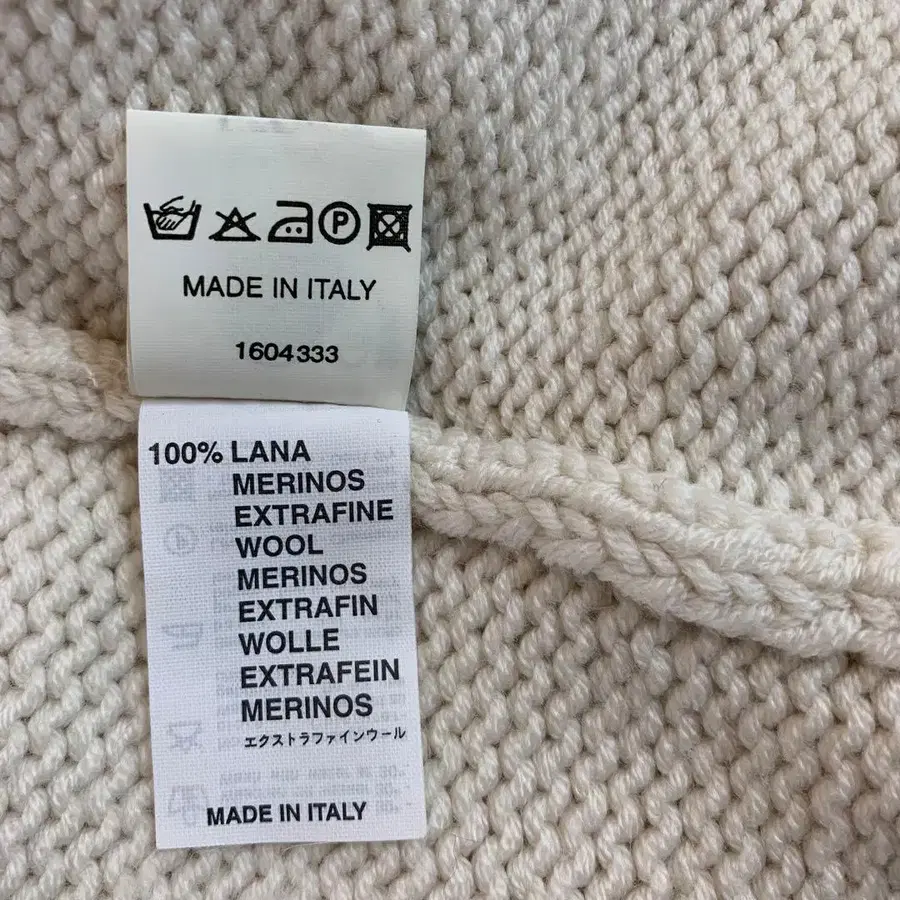 P
MADE IN ITALY
1604333
100% LANA
MERINOS
EXTRAFINE
WOOL
MERINOS
EXTRAFIN
WOLLE
EXTRAFEIN
MERINOS
エクストラファインウール
MADE IN ITALY